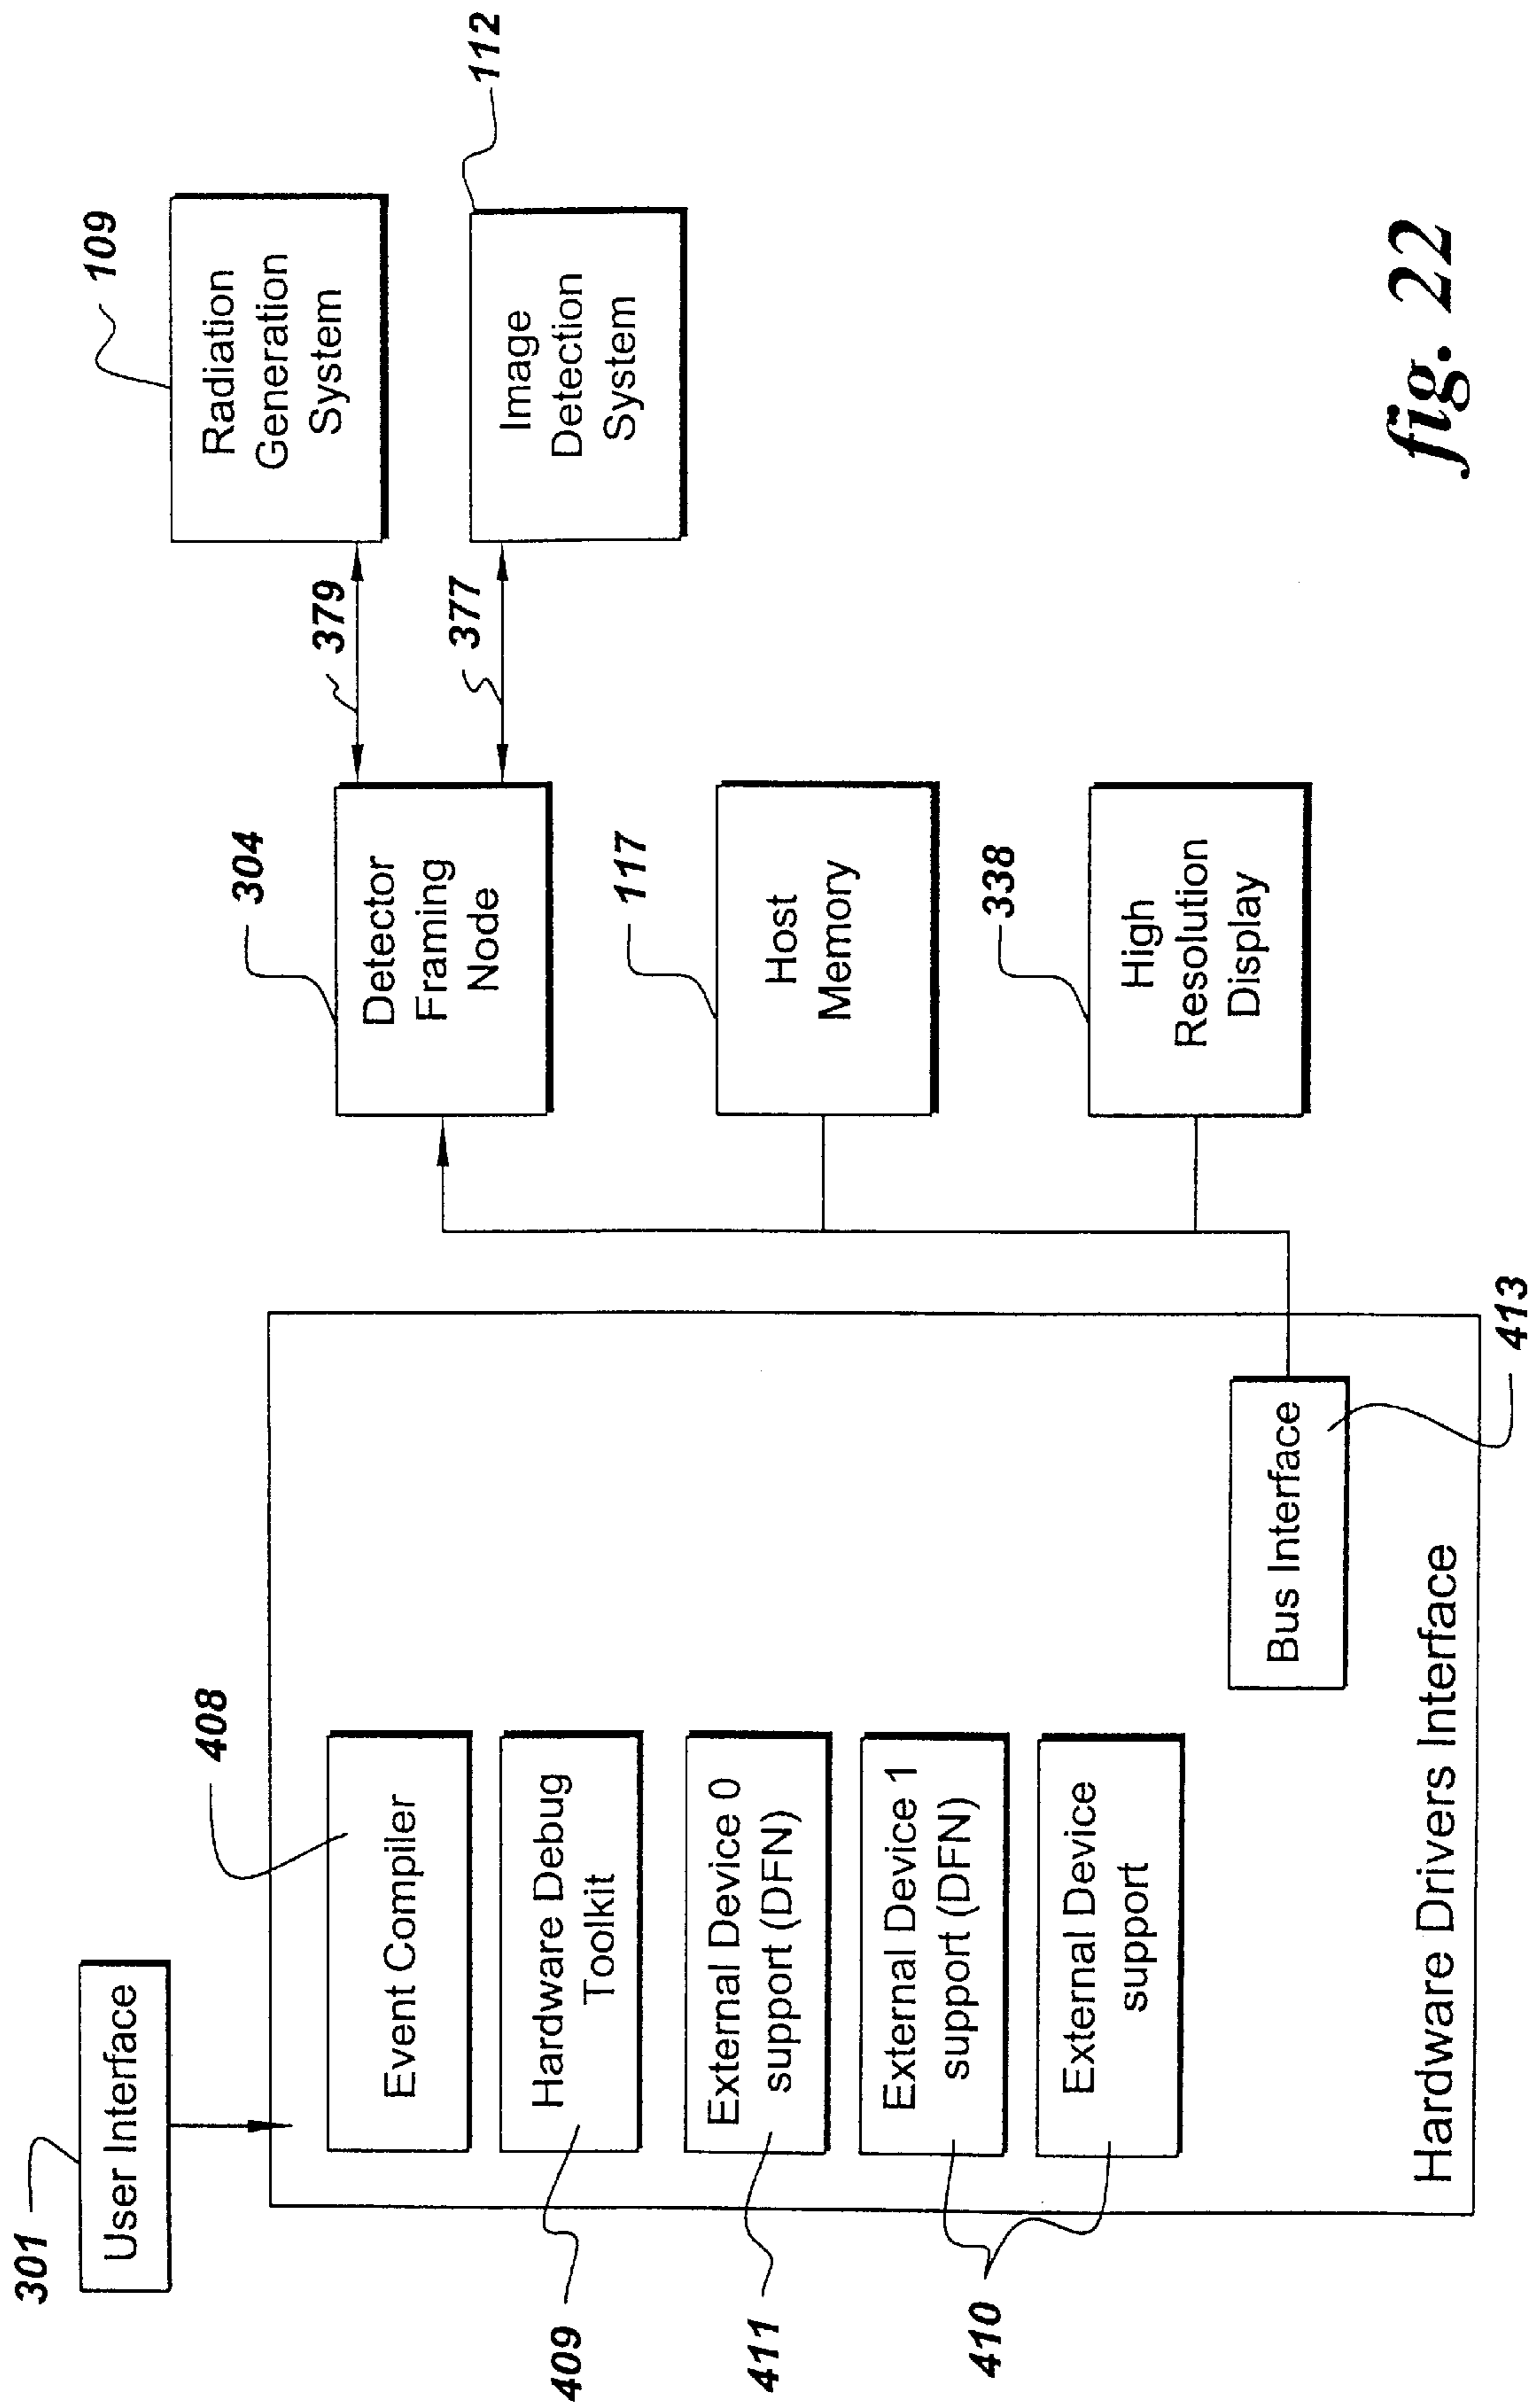 301
User Interface
408
Event Compiler
Hardware Debug
Toolkit
409
External Device 0
support (DFN)
411
External Device 1
support (DFN)
External Device
support
410
Bus Interface
413
Hardware Drivers Interface
304
Detector
Framing
Node
117
Host
Memory
338
High
Resolution
Display
379
377
109
Radiation
Generation
System
112
Image
Detection
System
fig. 22